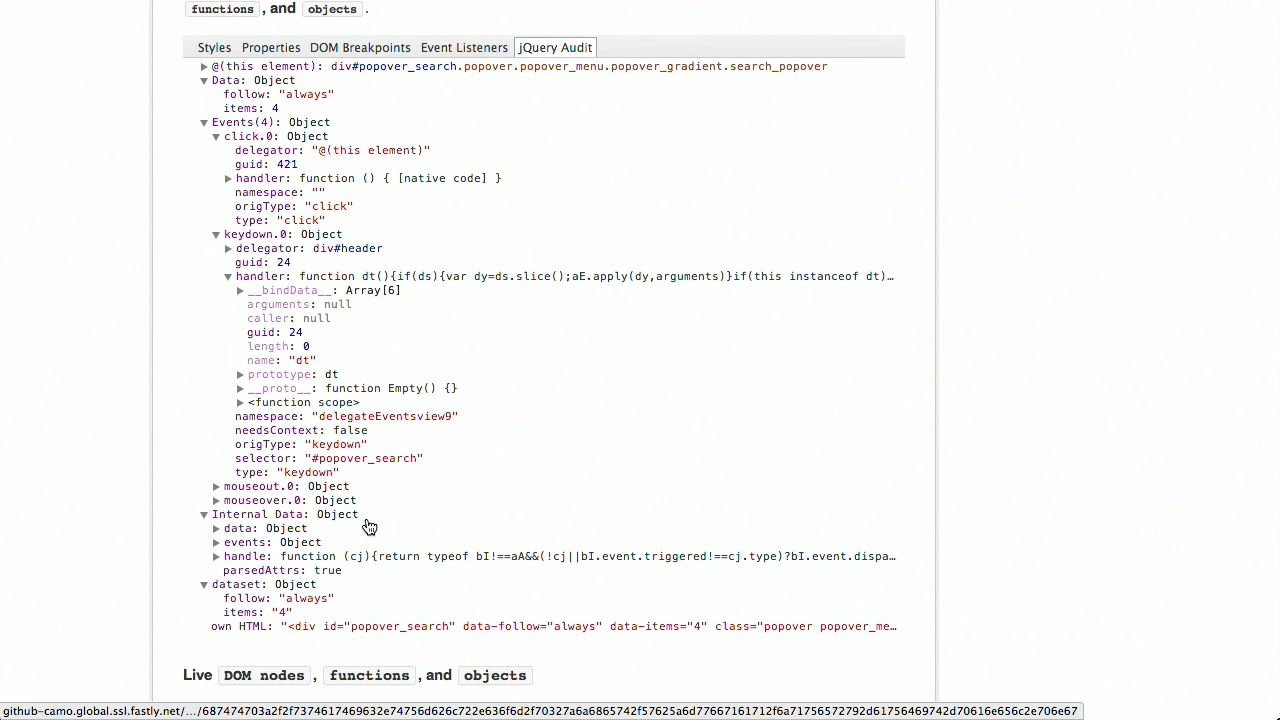 functions , and objects .
Styles Properties DOM Breakpoints Event Listeners jQuery Audit
@(this element): div#popover_search.popover.popover_menu.popover_gradient.search_popover
Data: Object
follow: "always"
items: 4
Events(4): Object
click.0: Object
delegator: "@(this element)"
guid: 421
handler: function () { [native code] }
namespace: ""
origType: "click"
type: "click"
keydown.0: Object
delegator: div#header
guid: 24
handler: function dt(){if(ds){var dy=ds.slice();aE.apply(dy,arguments)}if(this instanceof dt)…
__bindData__: Array[6]
arguments: null
caller: null
guid: 24
length: 0
name: "dt"
prototype: dt
__proto__: function Empty() {}
<function scope>
namespace: "delegateEventsview9"
needsContext: false
origType: "keydown"
selector: "#popover_search"
type: "keydown"
mouseout.0: Object
mouseover.0: Object
Internal Data: Object
data: Object
events: Object
handle: function (cj){return typeof bI!==aA&&(!cj||bI.event.triggered!==cj.type)?bI.event.dispa…
parsedAttrs: true
dataset: Object
follow: "always"
items: "4"
own HTML: "<div id="popover_search" data-follow="always" data-items="4" class="popover popover_me…
Live DOM nodes , functions , and objects